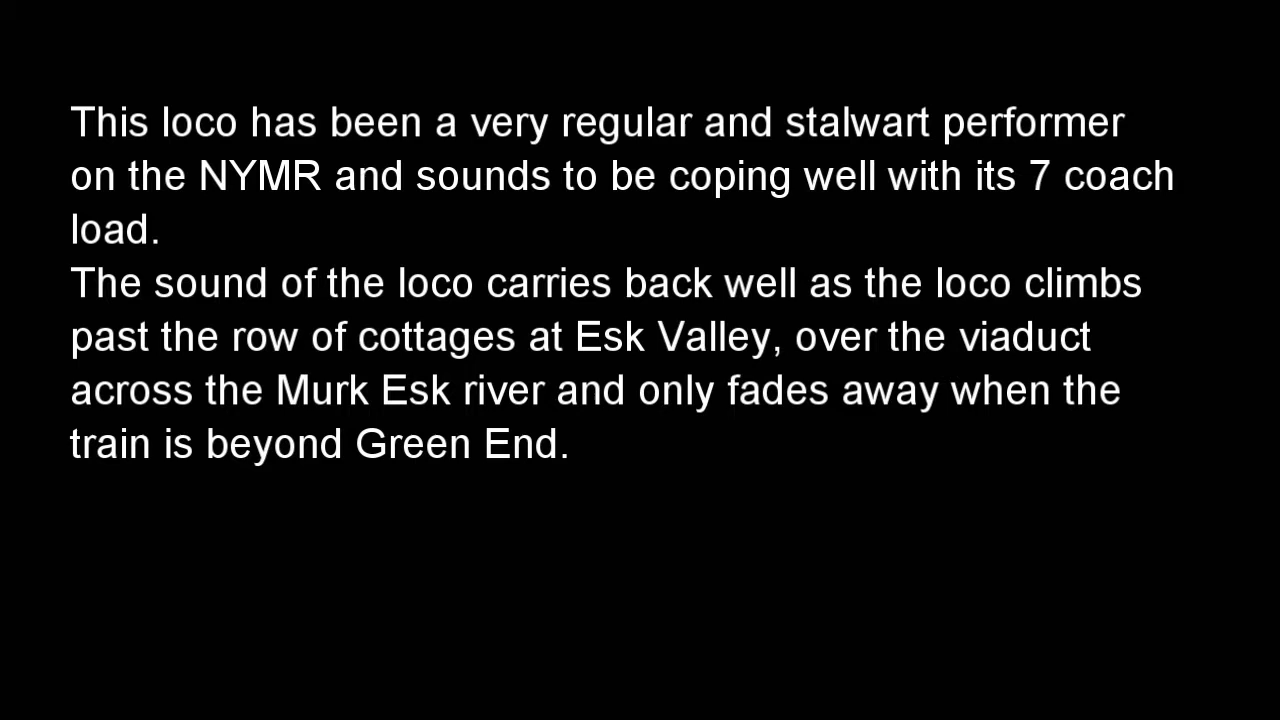 This loco has been a very regular and stalwart performer
on the NYMR and sounds to be coping well with its 7 coach
load.
The sound of the loco carries back well as the loco climbs
past the row of cottages at Esk Valley, over the viaduct
across the Murk Esk river and only fades away when the
train is beyond Green End.